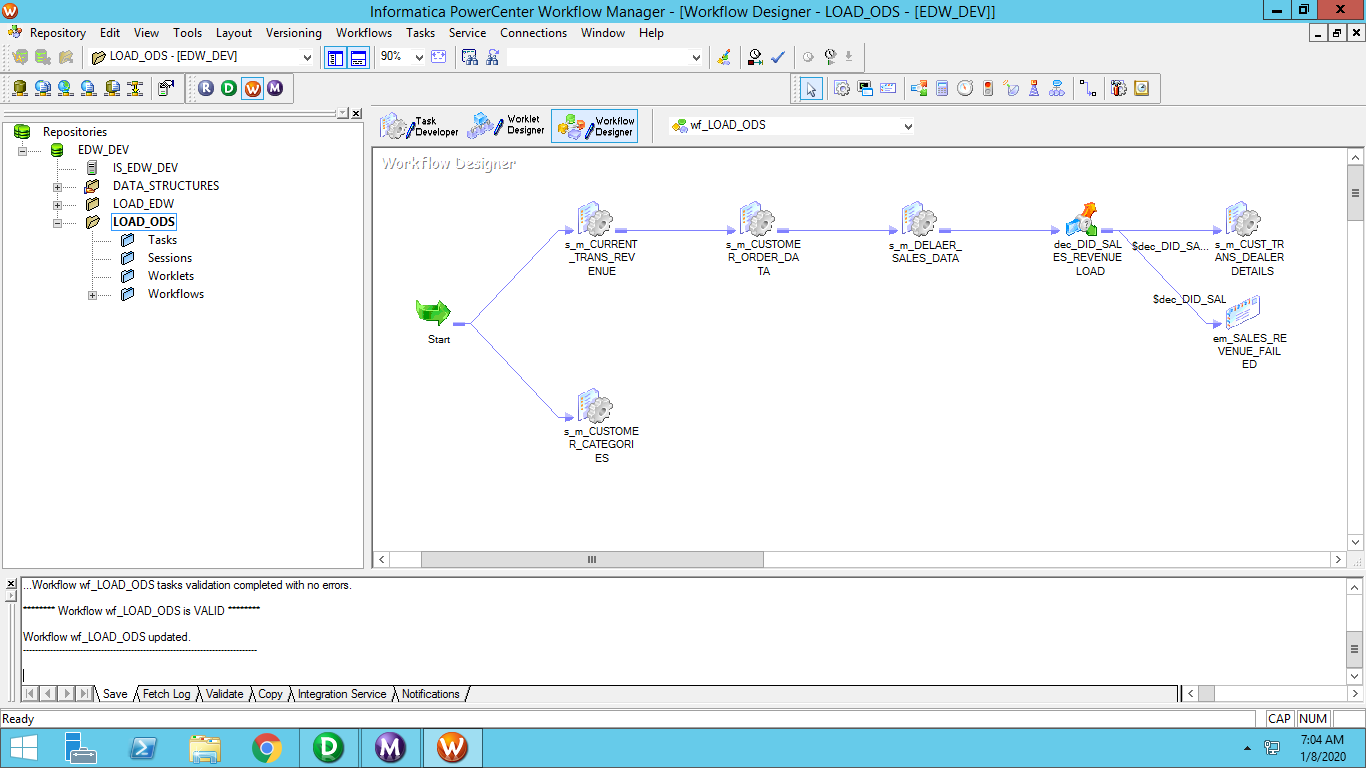 Informatica PowerCenter Workflow Manager - [Workflow Designer - LOAD_ODS - [EDW_DEV]]
Repository Edit View Tools Layout Versioning Workflows Tasks Service Connections Window Help
LOAD_ODS - [EDW_DEV]
90%
R D W M
Task
Developer
Worklet
Designer
Workflow
Designer
wf_LOAD_ODS
Repositories
EDW_DEV
IS_EDW_DEV
DATA_STRUCTURES
LOAD_EDW
LOAD_ODS
Tasks
Sessions
Worklets
Workflows
Workflow Designer
s_m_CURRENT
_TRANS_REV
ENUE
s_m_CUSTOME
R_ORDER_DA
TA
s_m_DELAER_
SALES_DATA
dec_DID_SAL
ES_REVENUE
LOAD
$dec_DID_SA...
s_m_CUST_TR
ANS_DEALER
DETAILS
$dec_DID_SAL
Start
em_SALES_RE
VENUE_FAIL
ED
s_m_CUSTOME
R_CATEGORI
ES
...Workflow wf_LOAD_ODS tasks validation completed with no errors.
******** Workflow wf_LOAD_ODS is VALID ********
Workflow wf_LOAD_ODS updated.
Save Fetch Log Validate Copy Integration Service Notifications
Ready
CAP NUM
D M W
7:04 AM
1/8/2020